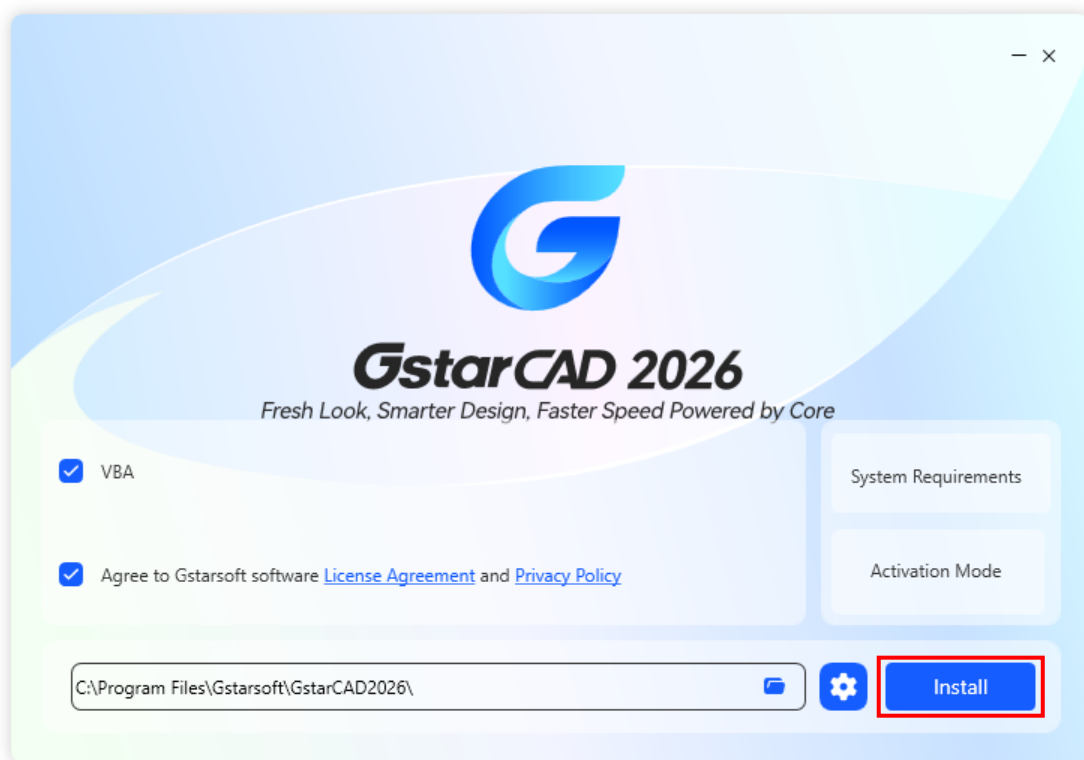 GstarCAD 2026
Fresh Look, Smarter Design, Faster Speed Powered by Core
VBA
System Requirements
Agree to Gstarsoft software License Agreement and Privacy Policy
Activation Mode
C:\Program Files\Gstarsoft\GstarCAD2026\
Install